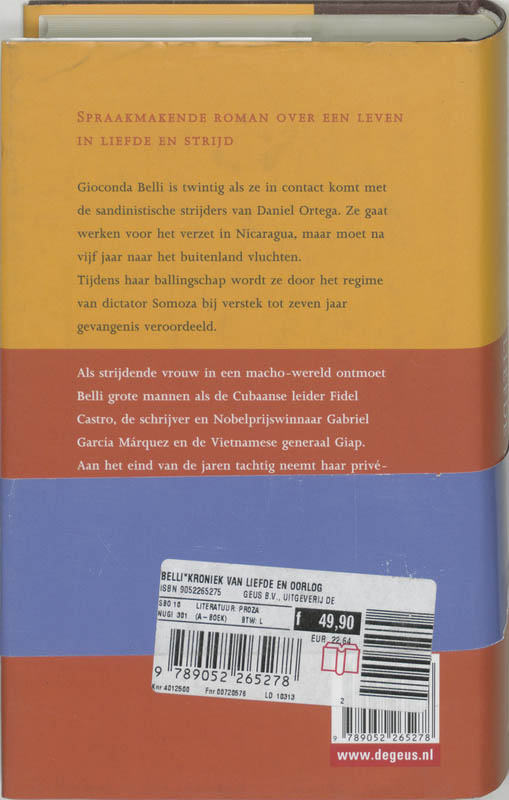 SPRAAKMAKENDE ROMAN OVER EEN LEVEN
IN LIEFDE EN STRIJD
Gioconda Belli is twintig als ze in contact komt met
de sandinistische strijders van Daniel Ortega. Ze gaat
werken voor het verzet in Nicaragua, maar moet na
vijf jaar naar het buitenland vluchten.
Tijdens haar ballingschap wordt ze door het regime
van dictator Somoza bij verstek tot zeven jaar
gevangenis veroordeeld.
Als strijdende vrouw in een macho-wereld ontmoet
Belli grote mannen als de Cubaanse leider Fidel
Castro, de schrijver en Nobelprijswinnaar Gabriel
García Márquez en de Vietnamese generaal Giap.
Aan het eind van de jaren tachtig neemt haar privé-
BELLI*KRONIEK VAN LIEFDE EN OORLOG
ISBN 9052265275 GEUS B.V., UITGEVERIJ DE
SBO 10 LITERATUUR: PROZA
NUGI 301 (A-BOEK) BTW: L
f 49,90
EUR 22,64
9 789052 265278
Knr 4012500 Fnr 00720576 LD 10313
2
9 789052 265278
www.degeus.nl